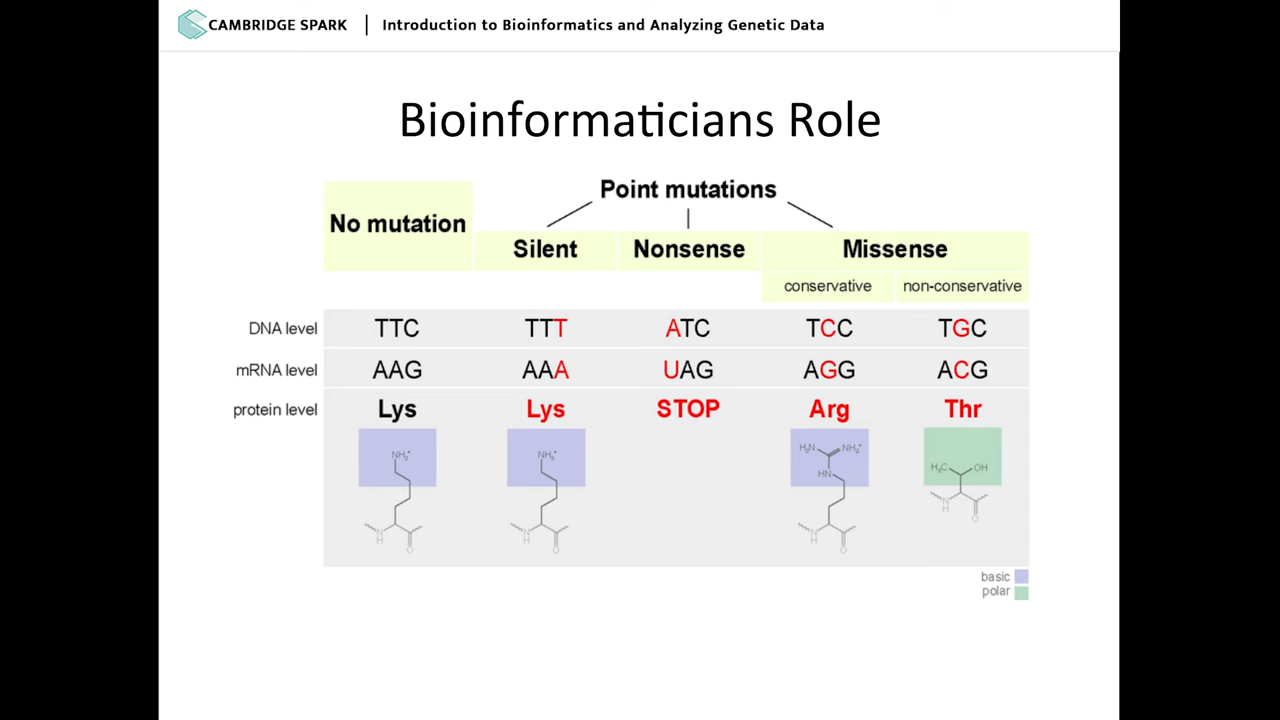 CAMBRIDGE SPARK | Introduction to Bioinformatics and Analyzing Genetic Data
Bioinformaticians Role
Point mutations
No mutation
Silent Nonsense Missense
conservative non-conservative
DNA level TTC TTT ATC TCC TGC
mRNA level AAG AAA UAG AGG ACG
protein level Lys Lys STOP Arg Thr
NH₃⁺ NH₃⁺ H₂N NH₂⁺ HN H₃C OH
N H O N H O N H O N H O
basic
polar